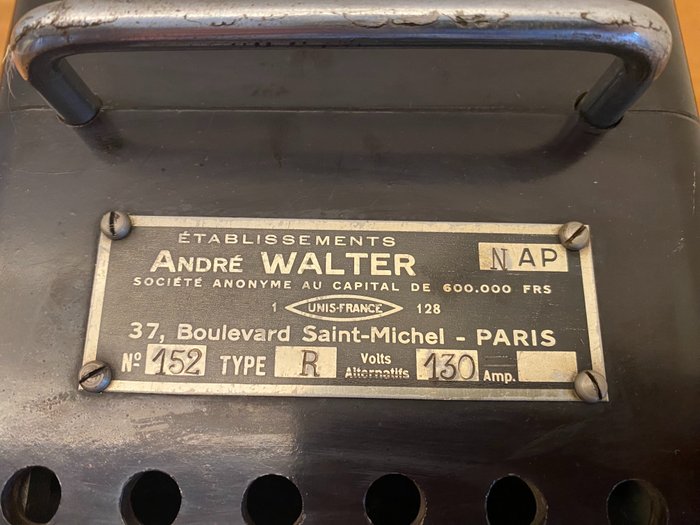 ÉTABLISSEMENTS
ANDRÉ WALTER
NAP
SOCIÉTÉ ANONYME AU CAPITAL DE 600.000 FRS
1 UNIS-FRANCE 128
37, Boulevard Saint-Michel - PARIS
No 152 TYPE R Volts Alternatifs 130 Amp.